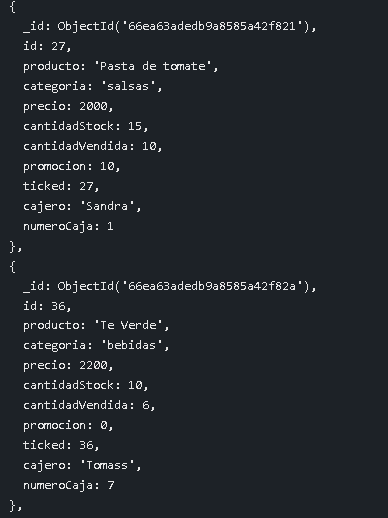 {
_id: ObjectId('66ea63adedb9a8585a42f821'),
id: 27,
producto: 'Pasta de tomate',
categoria: 'salsas',
precio: 2000,
cantidadStock: 15,
cantidadVendida: 10,
promocion: 10,
ticked: 27,
cajero: 'Sandra',
numeroCaja: 1
},
{
_id: ObjectId('66ea63adedb9a8585a42f82a'),
id: 36,
producto: 'Te Verde',
categoria: 'bebidas',
precio: 2200,
cantidadStock: 10,
cantidadVendida: 6,
promocion: 0,
ticked: 36,
cajero: 'Tomass',
numeroCaja: 7
},